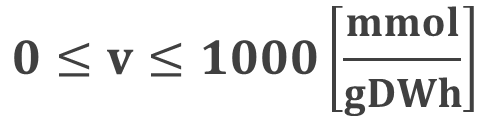 0 ≤ v ≤ 1000 [mmol/gDWh]